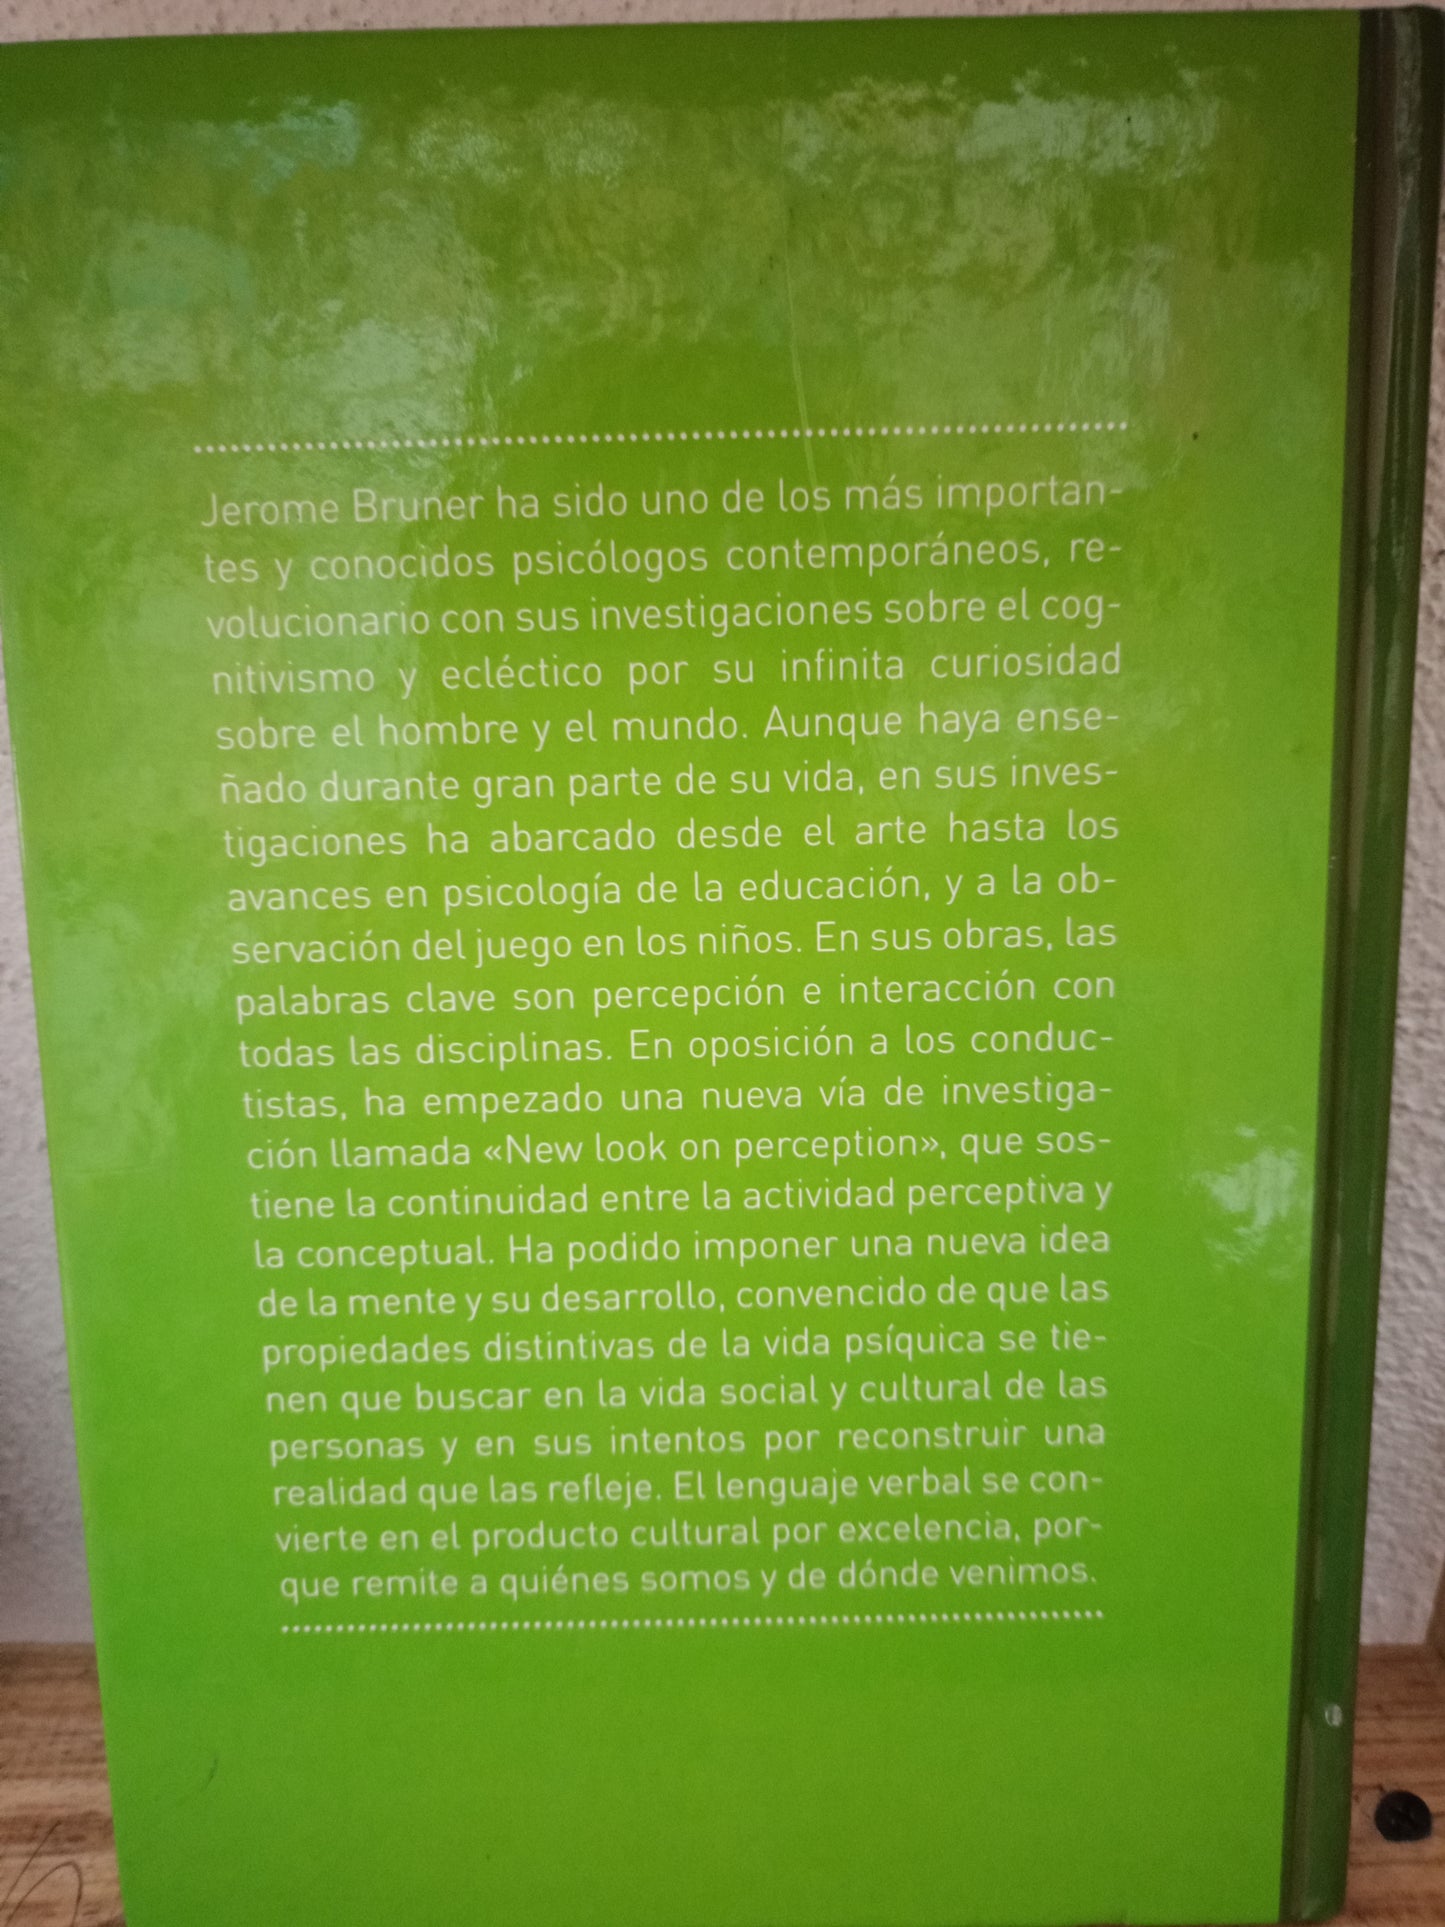 Jerome Bruner ha sido uno de los más importan-
tes y conocidos psicólogos contemporáneos, re-
volucionario con sus investigaciones sobre el cog-
nitivismo y ecléctico por su infinita curiosidad
sobre el hombre y el mundo. Aunque haya ense-
ñado durante gran parte de su vida, en sus inves-
tigaciones ha abarcado desde el arte hasta los
avances en psicología de la educación, y a la ob-
servación del juego en los niños. En sus obras, las
palabras clave son percepción e interacción con
todas las disciplinas. En oposición a los conduc-
tistas, ha empezado una nueva vía de investiga-
ción llamada «New look on perception», que sos-
tiene la continuidad entre la actividad perceptiva y
la conceptual. Ha podido imponer una nueva idea
de la mente y su desarrollo, convencido de que las
propiedades distintivas de la vida psíquica se tie-
nen que buscar en la vida social y cultural de las
personas y en sus intentos por reconstruir una
realidad que las refleje. El lenguaje verbal se con-
vierte en el producto cultural por excelencia, por-
que remite a quiénes somos y de dónde venimos.